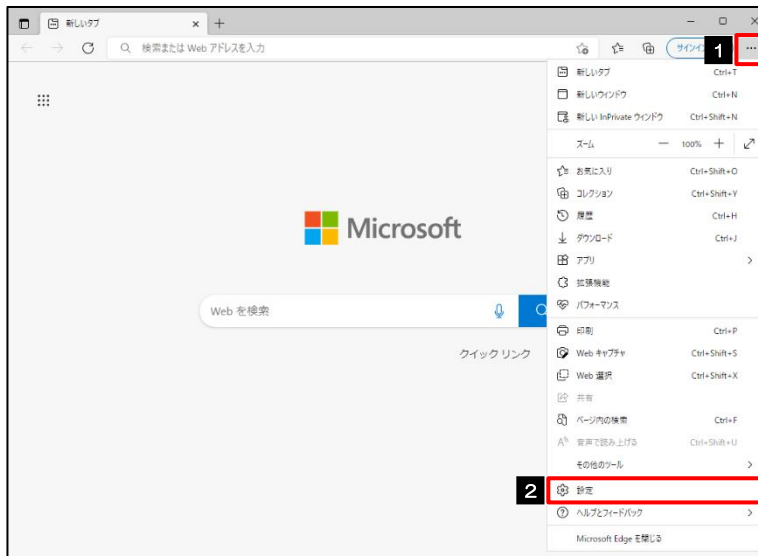 新しいタブ
検索または Web アドレスを入力
1
新しいタブ Ctrl+T
新しいウィンドウ Ctrl+N
新しい InPrivate ウィンドウ Ctrl+Shift+N
ズーム 100%
お気に入り Ctrl+Shift+O
コレクション Ctrl+Shift+Y
履歴 Ctrl+H
ダウンロード Ctrl+J
アプリ
拡張機能
パフォーマンス
印刷 Ctrl+P
Web キャプチャ Ctrl+Shift+S
Web 選択 Ctrl+Shift+X
共有
ページ内の検索 Ctrl+F
音声で読み上げる Ctrl+Shift+U
その他のツール
2 設定
ヘルプとフィードバック
Microsoft Edge を閉じる
Microsoft
Web を検索
クイック リンク